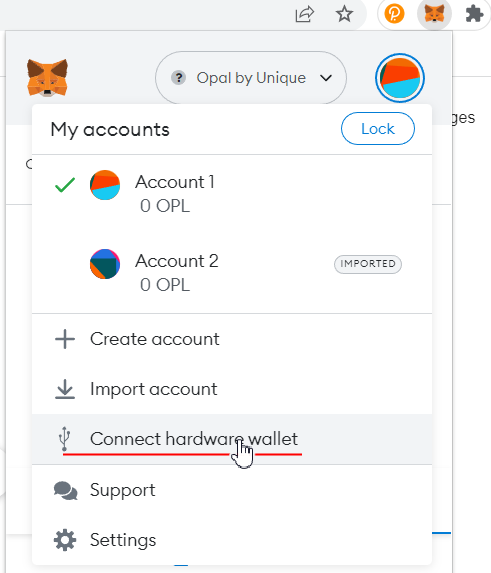 Opal by Unique
ges
My accounts
Lock
Account 1
0 OPL
Account 2
IMPORTED
0 OPL
Create account
Import account
Connect hardware wallet
Support
Settings